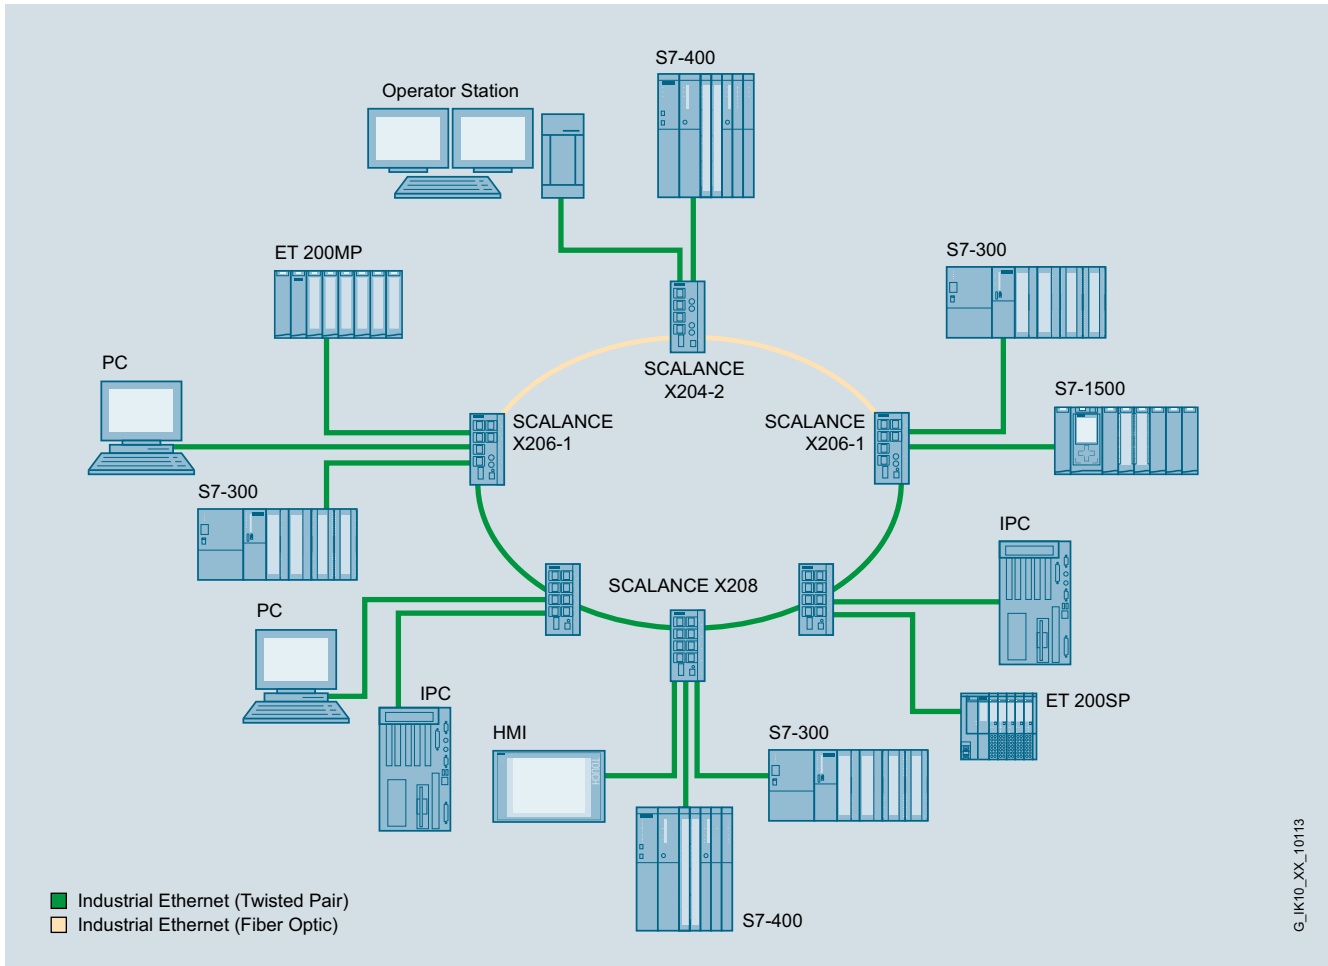 S7-400
Operator Station
ET 200MP
S7-300
PC
SCALANCE
X204-2
S7-1500
SCALANCE
X206-1
SCALANCE
X206-1
S7-300
IPC
SCALANCE X208
PC
IPC
ET 200SP
HMI
S7-300
S7-400
Industrial Ethernet (Twisted Pair)
Industrial Ethernet (Fiber Optic)
G_IK10_XX_10113